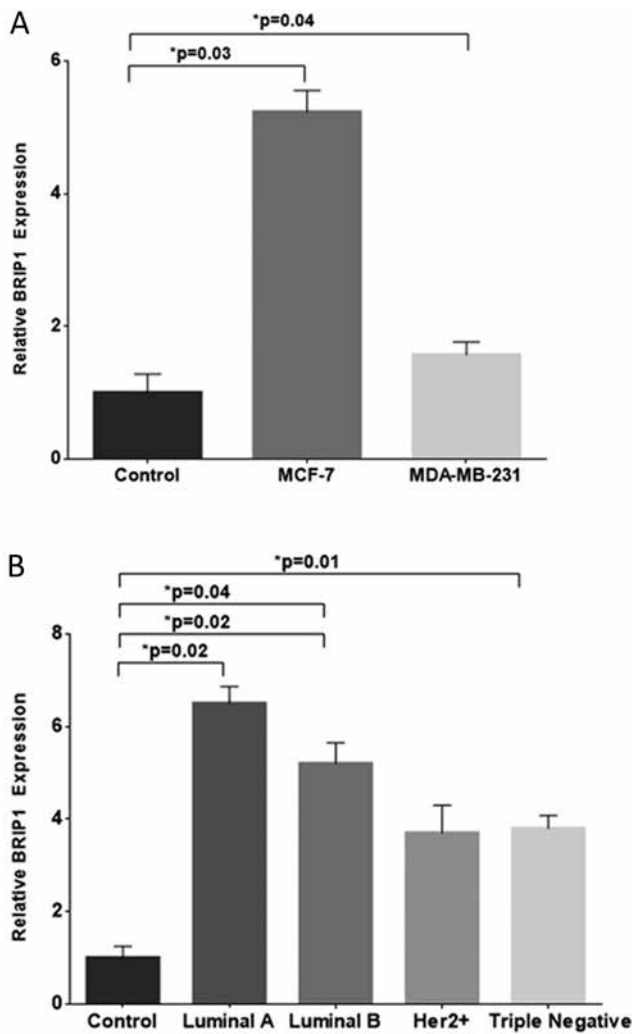 A
*p=0.04
*p=0.03
6
4
2
0
Relative BRIP1 Expression
Control MCF-7 MDA-MB-231
B
*p=0.01
*p=0.04
*p=0.02
*p=0.02
8
6
4
2
0
Relative BRIP1 Expression
Control Luminal A Luminal B Her2+ Triple Negative